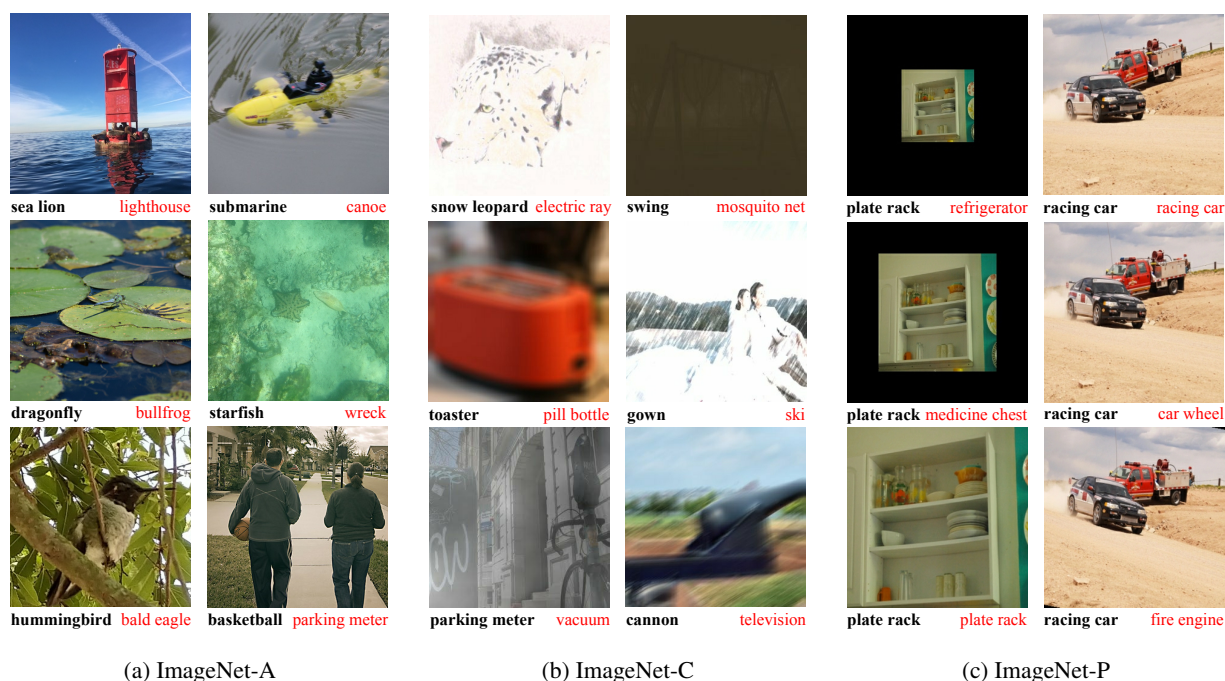 sea lion lighthouse submarine canoe snow leopard electric ray swing mosquito net plate rack refrigerator racing car racing car
dragonfly bullfrog starfish wreck toaster pill bottle gown ski plate rack medicine chest racing car car wheel
hummingbird bald eagle basketball parking meter parking meter vacuum cannon television plate rack plate rack racing car fire engine
(a) ImageNet-A (b) ImageNet-C (c) ImageNet-P